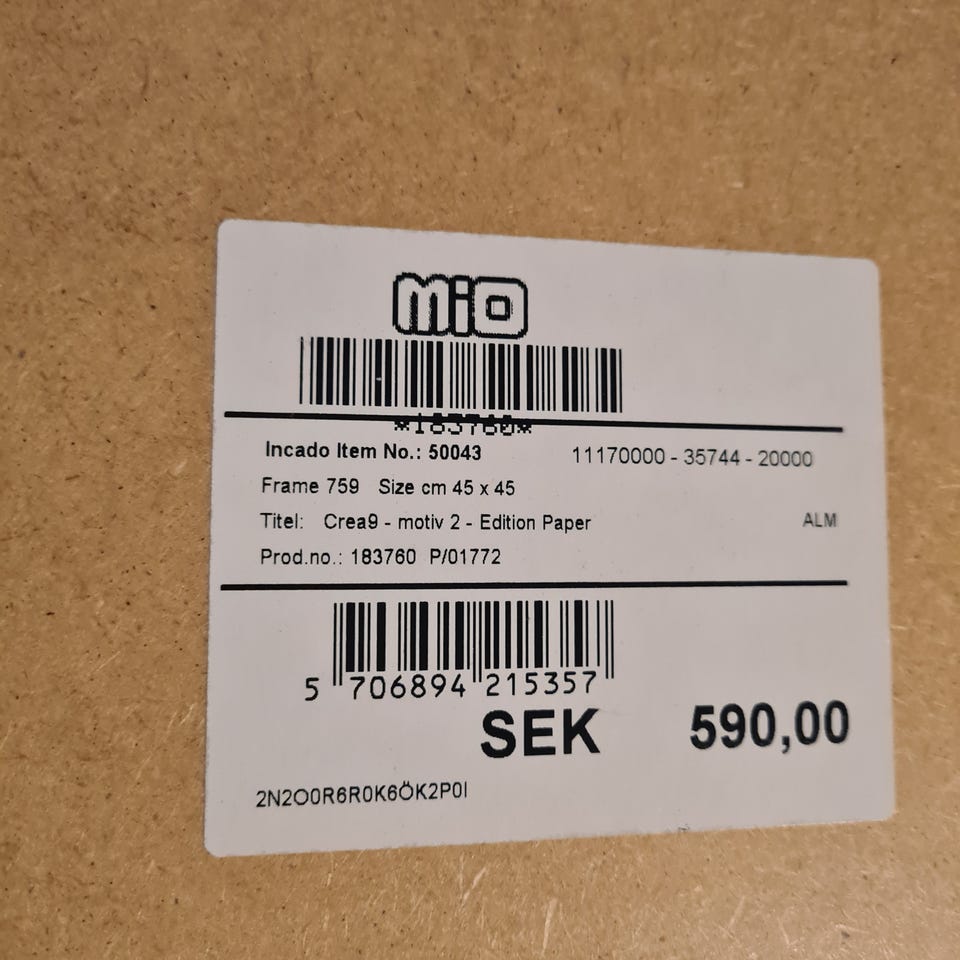 MiO
*183760*
Incado Item No.: 50043 11170000 - 35744 - 20000
Frame 759 Size cm 45 x 45
Titel: Crea9 - motiv 2 - Edition Paper ALM
Prod.no.: 183760 P/01772
5 706894 215357
SEK 590,00
2N2O0R6R0K6ÖK2P0I